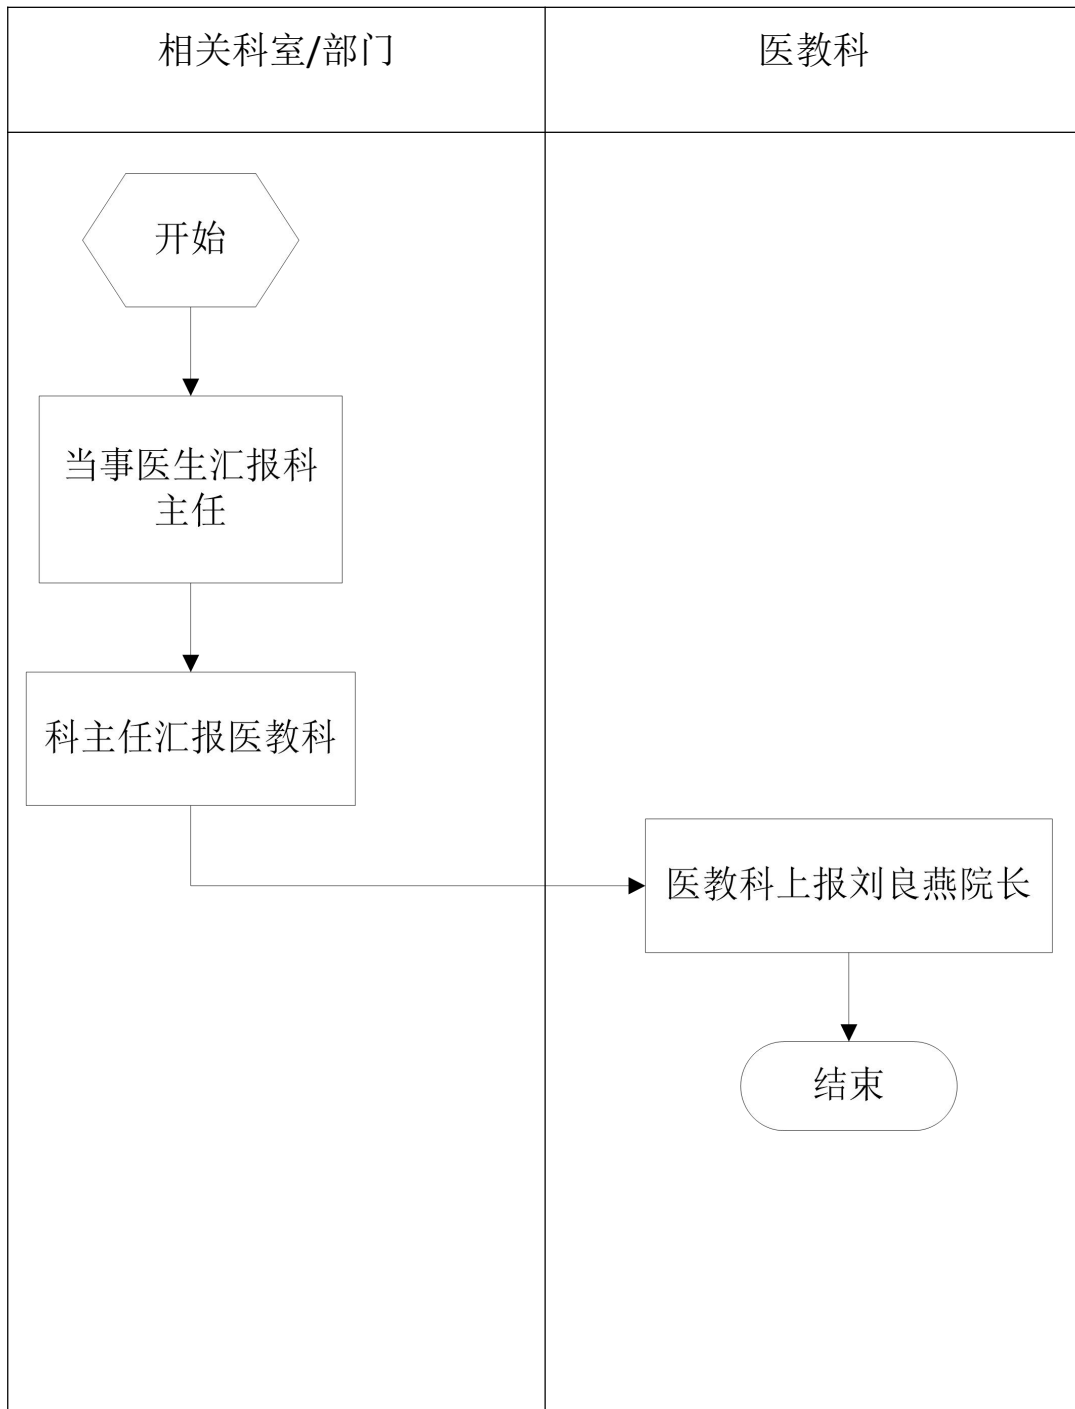 相关科室/部门
医教科
开始
当事医生汇报科
主任
科主任汇报医教科
医教科上报刘良燕院长
结束